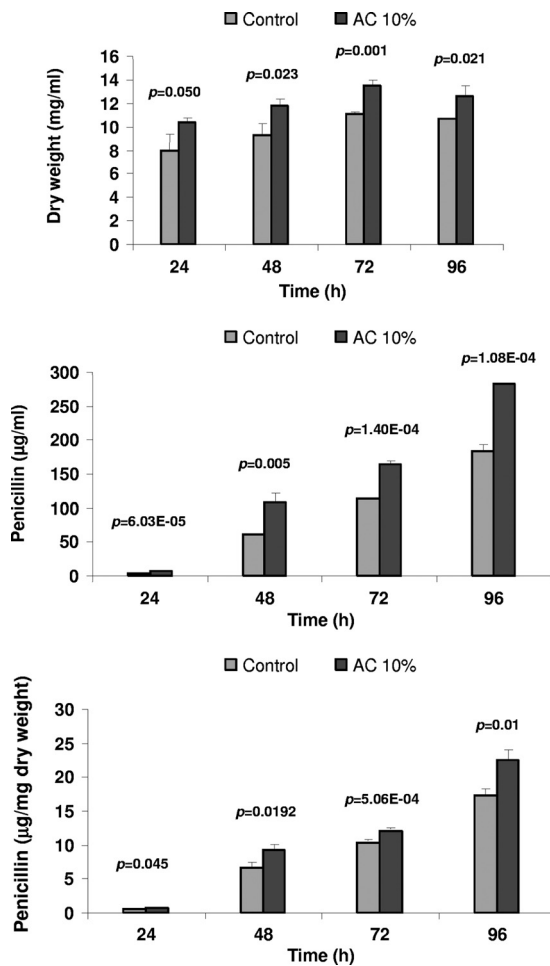 Control AC 10%
Dry weight (mg/ml)
16
14
12
10
8
6
4
2
0
p=0.050 p=0.023 p=0.001 p=0.021
24 48 72 96
Time (h)
Control AC 10%
Penicillin (µg/ml)
300
250
200
150
100
50
0
p=6.03E-05 p=0.005 p=1.40E-04 p=1.08E-04
24 48 72 96
Time (h)
Control AC 10%
Penicillin (µg/mg dry weight)
30
25
20
15
10
5
0
p=0.045 p=0.0192 p=5.06E-04 p=0.01
24 48 72 96
Time (h)